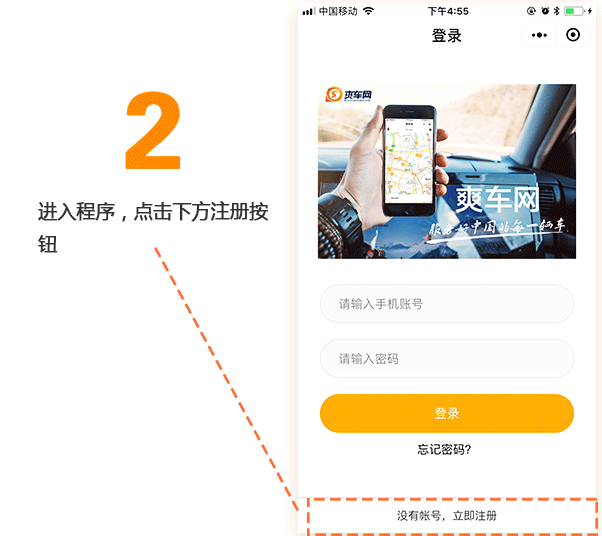 2
进入程序，点击下方注册按
钮
中国移动 下午4:55
登录
爽车网
爽车网
服务好中国的每一辆车
请输入手机账号
请输入密码
登录
忘记密码?
没有帐号，立即注册